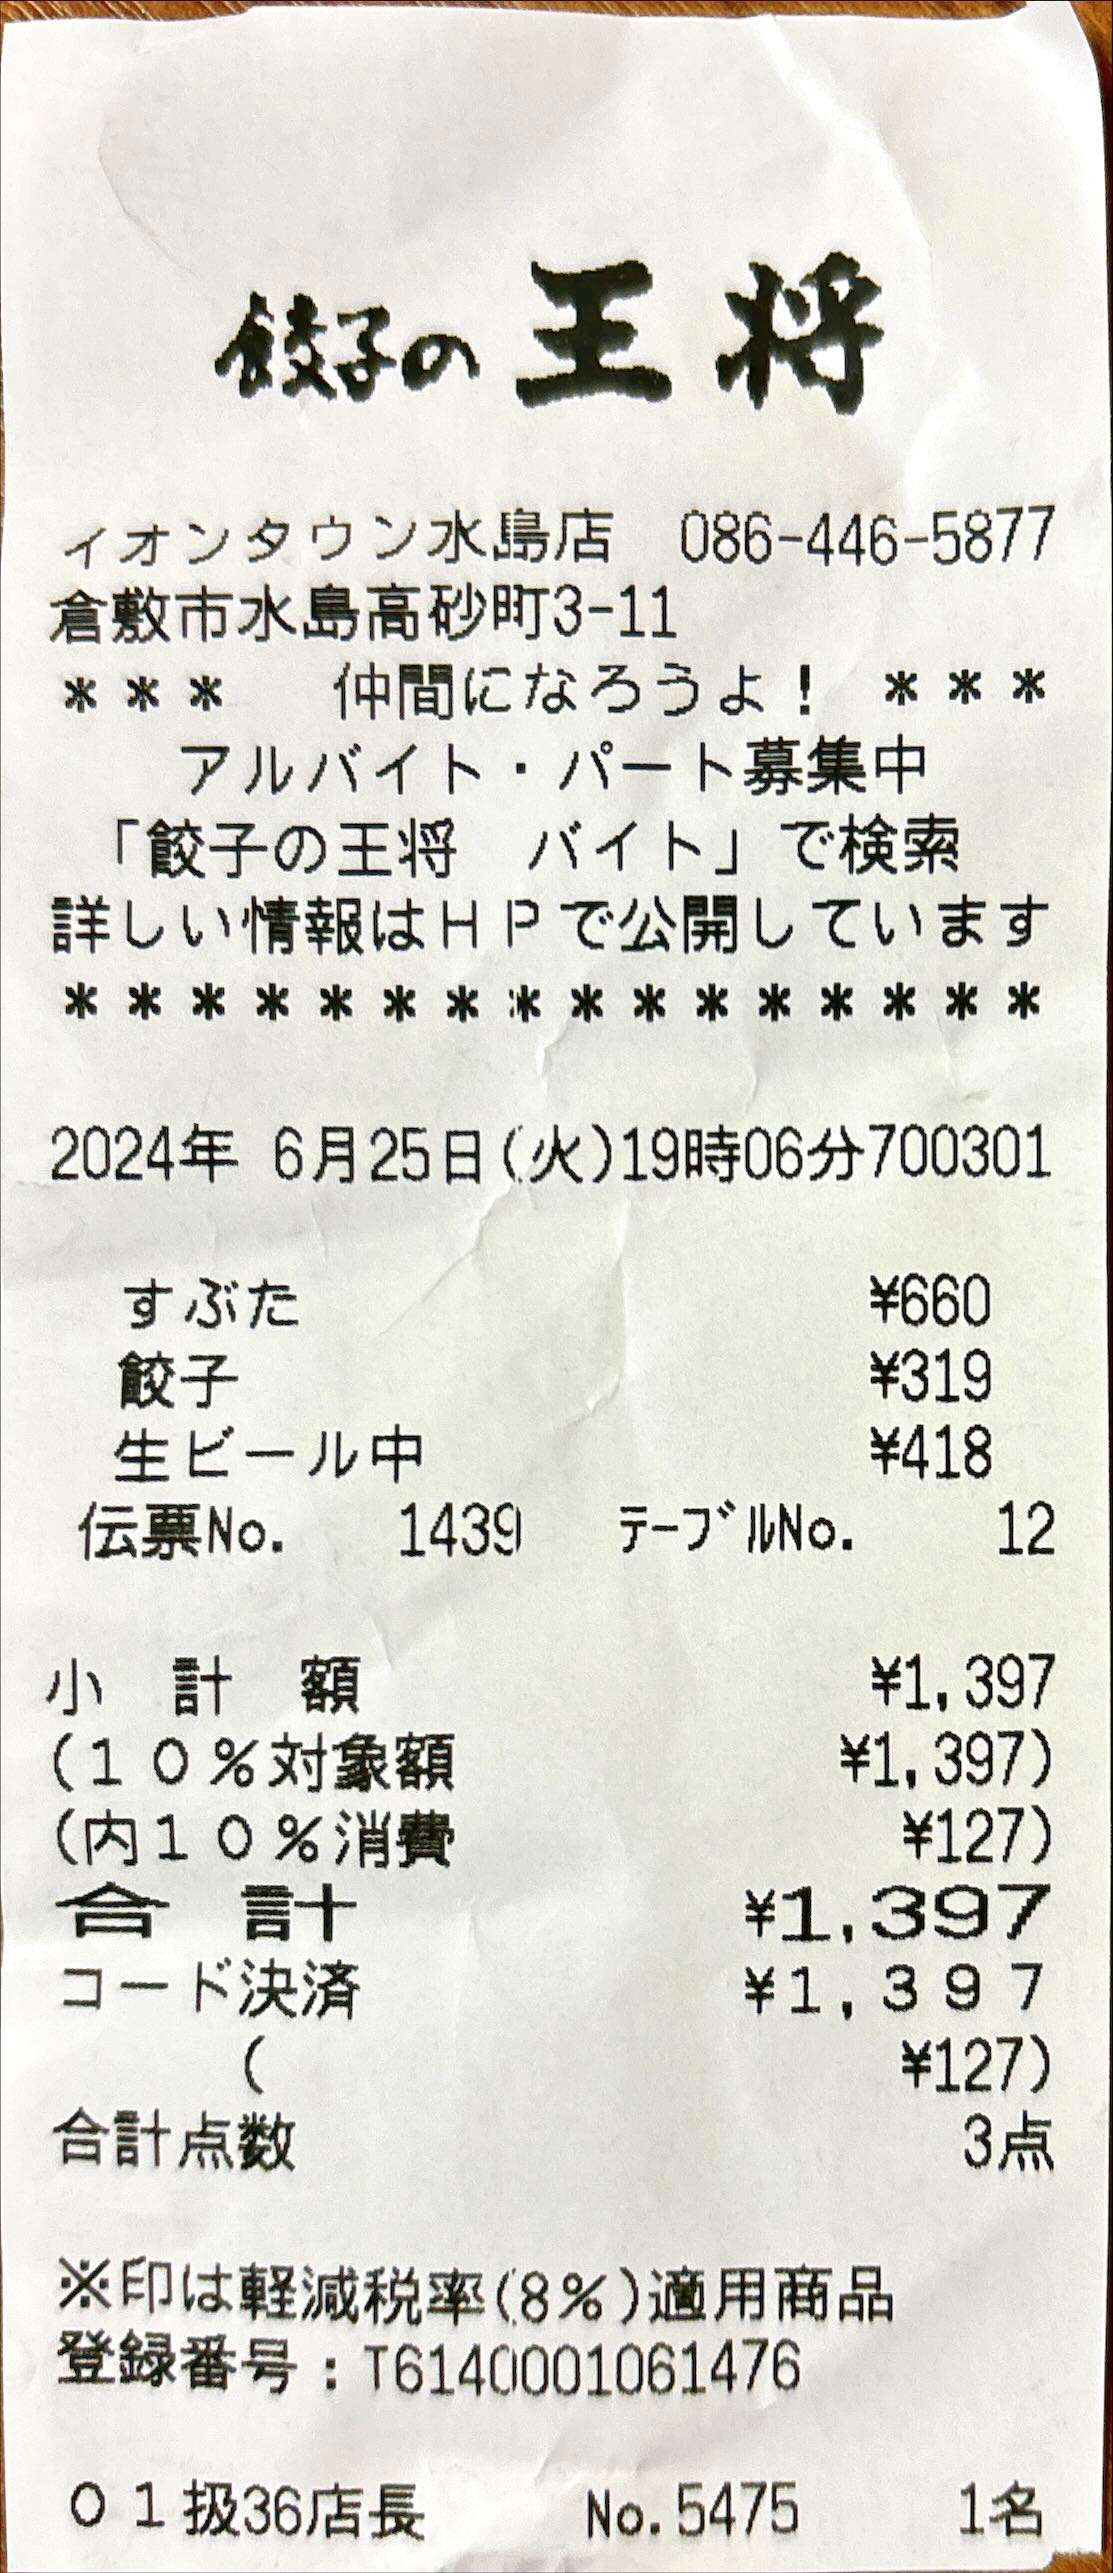 餃子の王将
イオンタウン水島店 086-446-5877
倉敷市水島高砂町3-11
＊＊＊ 仲間になろうよ！ ＊＊＊
アルバイト・パート募集中
「餃子の王将 バイト」で検索
詳しい情報はＨＰで公開しています
＊＊＊＊＊＊＊＊＊＊＊＊＊＊＊＊
2024年 6月25日(火)19時06分700301
すぶた ¥660
餃子 ¥319
生ビール中 ¥418
伝票No. 1439 ﾃｰﾌﾞﾙNo. 12
小 計 額 ¥1,397
(１０％対象額 ¥1,397)
(内１０％消費 ¥127)
合 計 ¥1,397
コード決済 ¥１,３９７
( ¥127)
合計点数 3点
※印は軽減税率(8％)適用商品
登録番号：T6140001061476
０１扱36店長 No.5475 1名